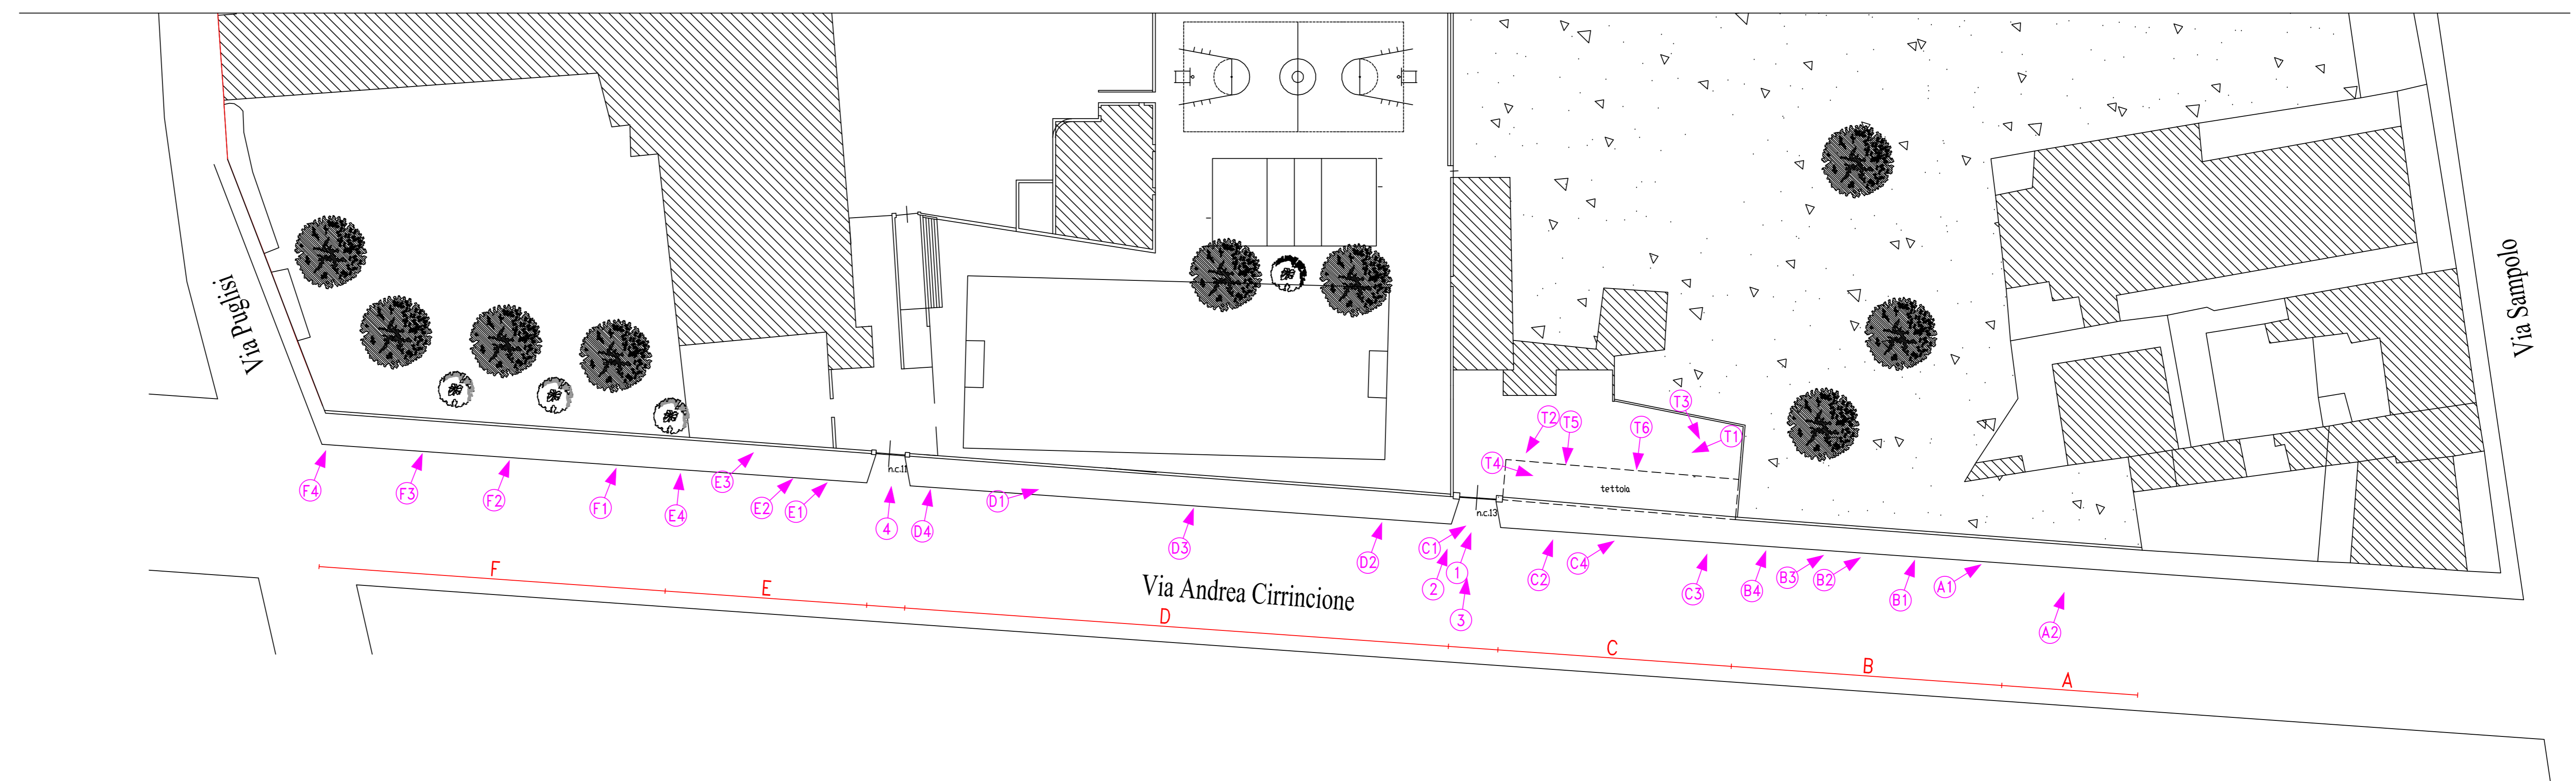 Via Puglisi
Via Sampolo
T3
T2
T5
T6
T1
T4
tettoia
n.c.11
n.c.13
F4
F3
F2
F1
E4
E3
E2
E1
4
D4
D1
D3
D2
C1
2
1
3
C2
C4
C3
B4
B3
B2
B1
A1
A2
Via Andrea Cirrincione
F
E
D
C
B
A